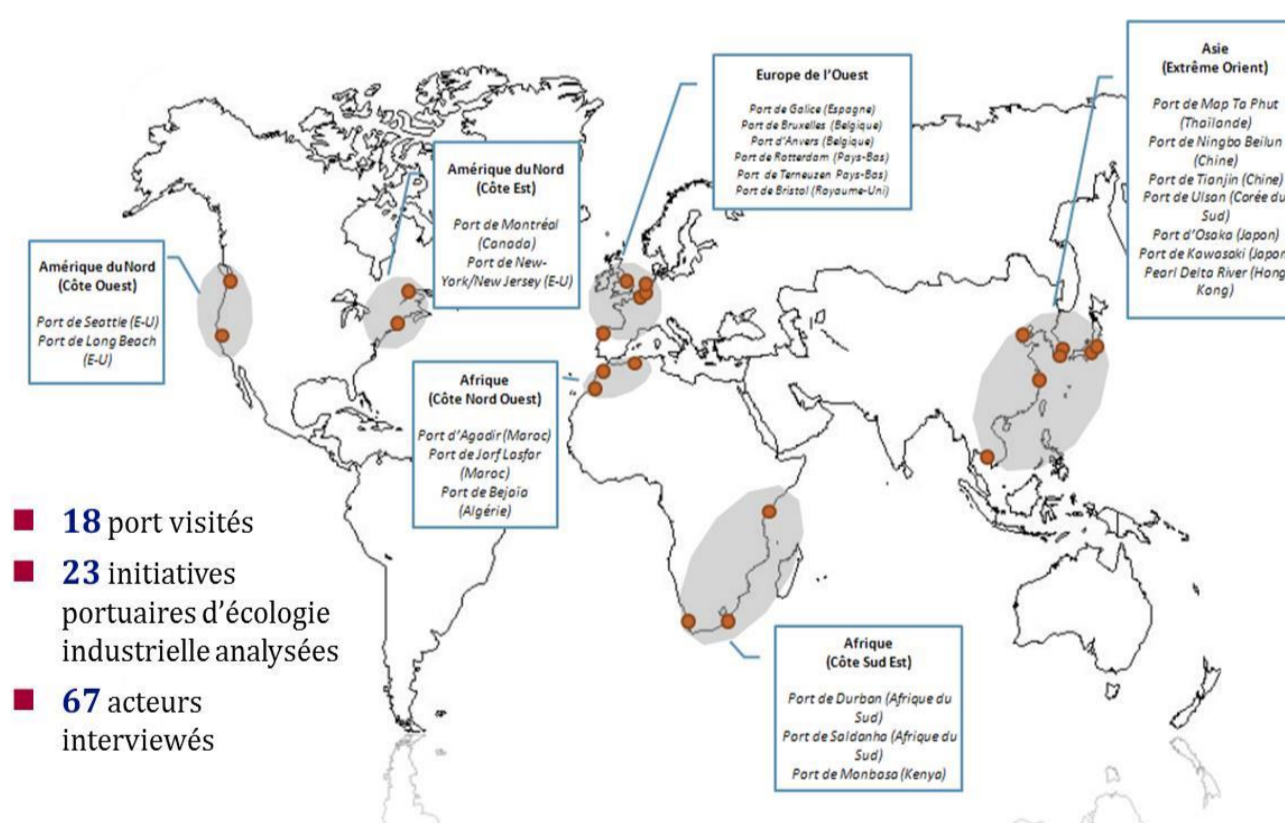 Asie
(Extrême Orient)
Port de Map Ta Phut
(Thaïlande)
Port de Ningbo Beilun
(Chine)
Port de Tianjin (Chine)
Port de Ulsan (Corée du
Sud)
Port d'Osaka (Japon)
Port de Kawasaki (Japon
Pearl Delta River (Hong
Kong)
Europe de l'Ouest
Port de Galice (Espagne)
Port de Bruxelles (Belgique)
Port d'Anvers (Belgique)
Port de Rotterdam (Pays-Bas)
Port de Terneuzen Pays-Bas)
Port de Bristol (Royaume-Uni)
Amérique du Nord
(Côte Est)
Port de Montréal
(Canada)
Port de New-
York/New Jersey (E-U)
Amérique du Nord
(Côte Ouest)
Port de Seattle (E-U)
Port de Long Beach
(E-U)
Afrique
(Côte Nord Ouest)
Port d'Agadir (Maroc)
Port de Jorf Lasfar
(Maroc)
Port de Bejaïa
(Algérie)
18 port visités
23 initiatives
portuaires d'écologie
industrielle analysées
67 acteurs
interviewés
Afrique
(Côte Sud Est)
Port de Durban (Afrique du
Sud)
Port de Saldanha (Afrique du
Sud)
Port de Monbasa (Kenya)